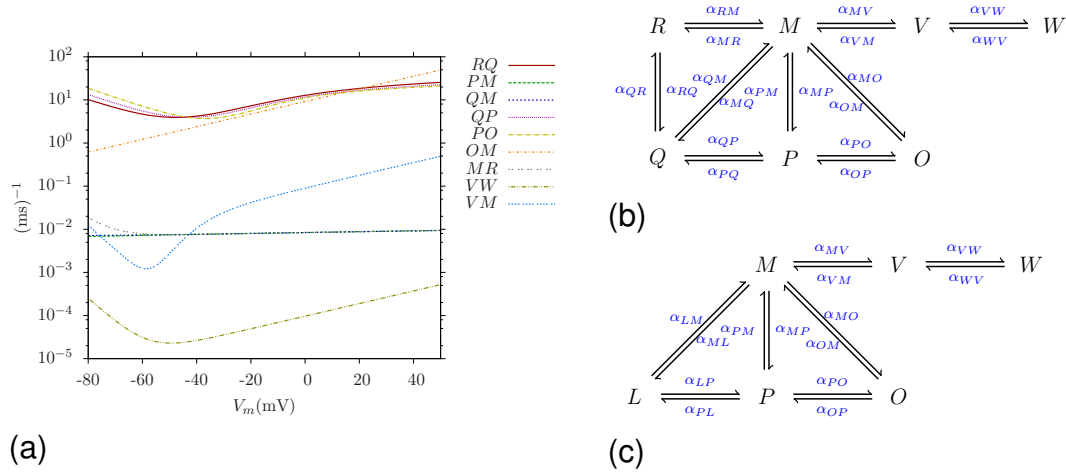 10^2
10^1
10^0
10^-1
10^-2
10^-3
10^-4
10^-5
(ms)^-1
-80 -60 -40 -20 0 20 40
V_m(mV)
RQ
PM
QM
QP
PO
OM
MR
VW
VM
(a)
α_RM α_MV α_VW
R M V W
α_MR α_VM α_WV
α_QR α_RQ α_QM α_MQ α_PM α_MP α_MO α_OM
α_QP α_PO
Q P O
α_PQ α_OP
(b)
α_MV α_VW
M V W
α_VM α_WV
α_LM α_ML α_PM α_MP α_MO α_OM
α_LP α_PO
L P O
α_PL α_OP
(c)